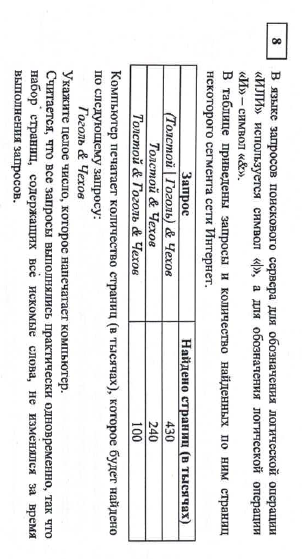 8
В языке запросов поискового сервера для обозначения логической операции
«ИЛИ» используется символ «|», а для обозначения логической операции
«И» – символ «&».
В таблице приведены запросы и количество найденных по ним страниц
некоторого сегмента сети Интернет.
Запрос Найдено страниц (в тысячах)
(Толстой | Гоголь) & Чехов 430
Толстой & Чехов 240
Толстой & Гоголь & Чехов 100
Компьютер печатает количество страниц (в тысячах), которое будет найдено
по следующему запросу:
Гоголь & Чехов
Укажите целое число, которое напечатает компьютер.
Считается, что все запросы выполнялись практически одновременно, так что
набор страниц, содержащих все искомые слова, не изменялся за время
выполнения запросов.